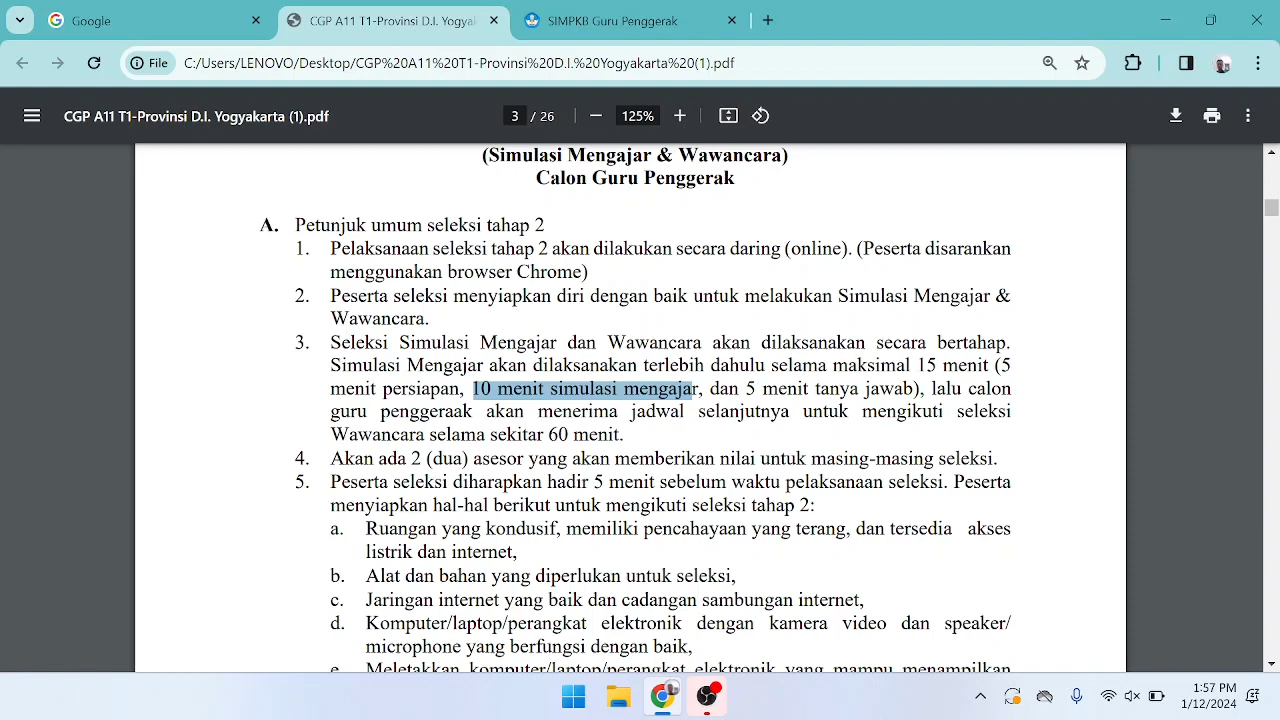 Google
CGP A11 T1-Provinsi D.I. Yogyal
SIMPKB Guru Penggerak
File
C:/Users/LENOVO/Desktop/CGP%20A11%20T1-Provinsi%20D.I.%20Yogyakarta%20(1).pdf
CGP A11 T1-Provinsi D.I. Yogyakarta (1).pdf
3 / 26
125%
(Simulasi Mengajar & Wawancara)
Calon Guru Penggerak
A. Petunjuk umum seleksi tahap 2
1. Pelaksanaan seleksi tahap 2 akan dilakukan secara daring (online). (Peserta disarankan
menggunakan browser Chrome)
2. Peserta seleksi menyiapkan diri dengan baik untuk melakukan Simulasi Mengajar &
Wawancara.
3. Seleksi Simulasi Mengajar dan Wawancara akan dilaksanakan secara bertahap.
Simulasi Mengajar akan dilaksanakan terlebih dahulu selama maksimal 15 menit (5
menit persiapan, 10 menit simulasi mengajar, dan 5 menit tanya jawab), lalu calon
guru penggeraak akan menerima jadwal selanjutnya untuk mengikuti seleksi
Wawancara selama sekitar 60 menit.
4. Akan ada 2 (dua) asesor yang akan memberikan nilai untuk masing-masing seleksi.
5. Peserta seleksi diharapkan hadir 5 menit sebelum waktu pelaksanaan seleksi. Peserta
menyiapkan hal-hal berikut untuk mengikuti seleksi tahap 2:
a. Ruangan yang kondusif, memiliki pencahayaan yang terang, dan tersedia akses
listrik dan internet,
b. Alat dan bahan yang diperlukan untuk seleksi,
c. Jaringan internet yang baik dan cadangan sambungan internet,
d. Komputer/laptop/perangkat elektronik dengan kamera video dan speaker/
microphone yang berfungsi dengan baik,
e. Meletakkan komputer/laptop/perangkat elektronik yang mampu menampilkan
1:57 PM
1/12/2024